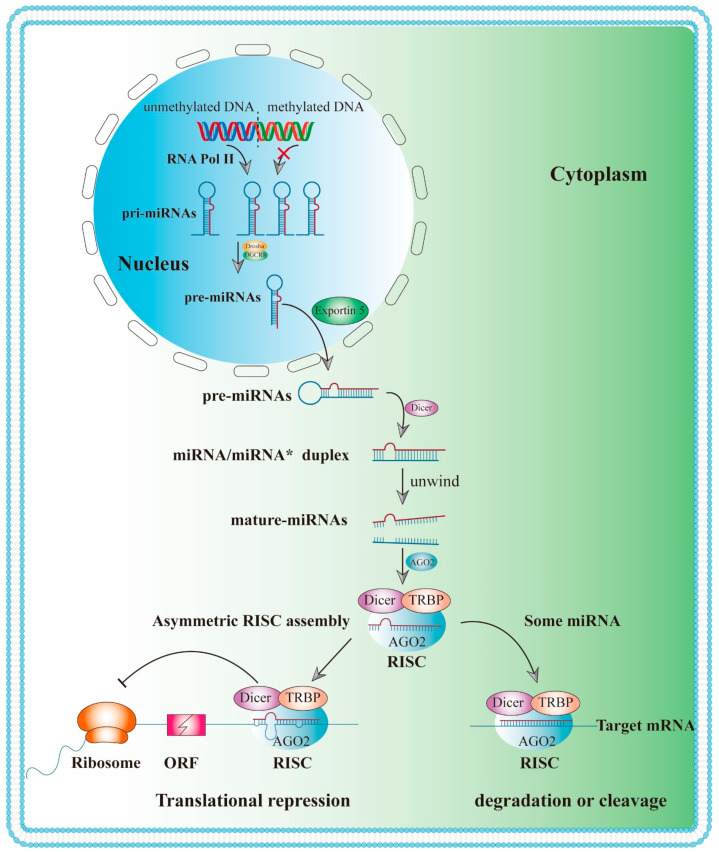 unmethylated DNA methylated DNA
RNA Pol II
Cytoplasm
pri-miRNAs
Drosha
DGCR8
Nucleus
pre-miRNAs
Exportin 5
pre-miRNAs
Dicer
miRNA/miRNA* duplex
unwind
mature-miRNAs
AGO2
Dicer TRBP
Asymmetric RISC assembly
Some miRNA
AGO2
RISC
Dicer TRBP
Dicer TRBP
Target mRNA
AGO2
AGO2
Ribosome ORF RISC
RISC
Translational repression
degradation or cleavage